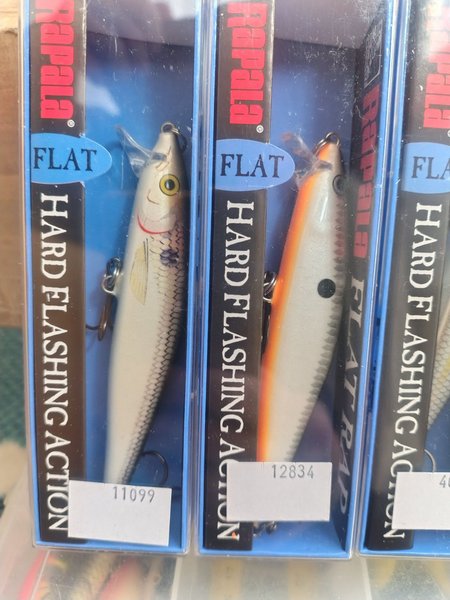 RAPALA®
FLAT
HARD FLASHING ACTION
11099
RAPALA®
FLAT
HARD FLASHING ACTION
12834
RAPALA FLAT RAP
RAPALA®
FLAT
HARD FLASHING ACTION